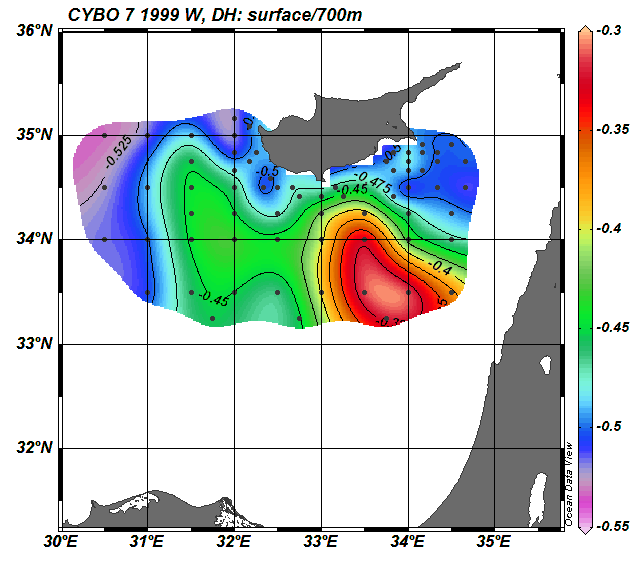 CYBO 7 1999 W, DH: surface/700m
36°N
35°N
34°N
33°N
32°N
30°E
31°E
32°E
33°E
34°E
35°E
-0.525
-0.5
-0.5
-0.475
-0.45
-0.45
-0.4
-0.3
-0.35
-0.4
-0.45
-0.5
-0.55
Ocean Data View